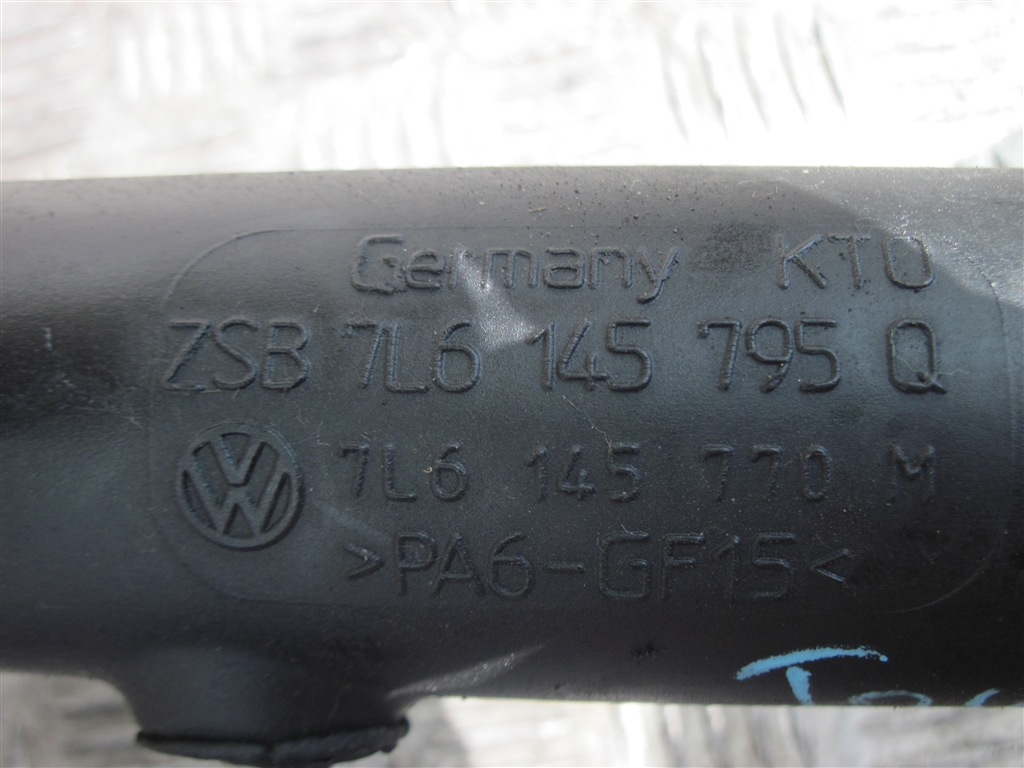 Germany KTO
ZSB 7L6 145 795 Q
7L6 145 770 M
>PA6-GF15<